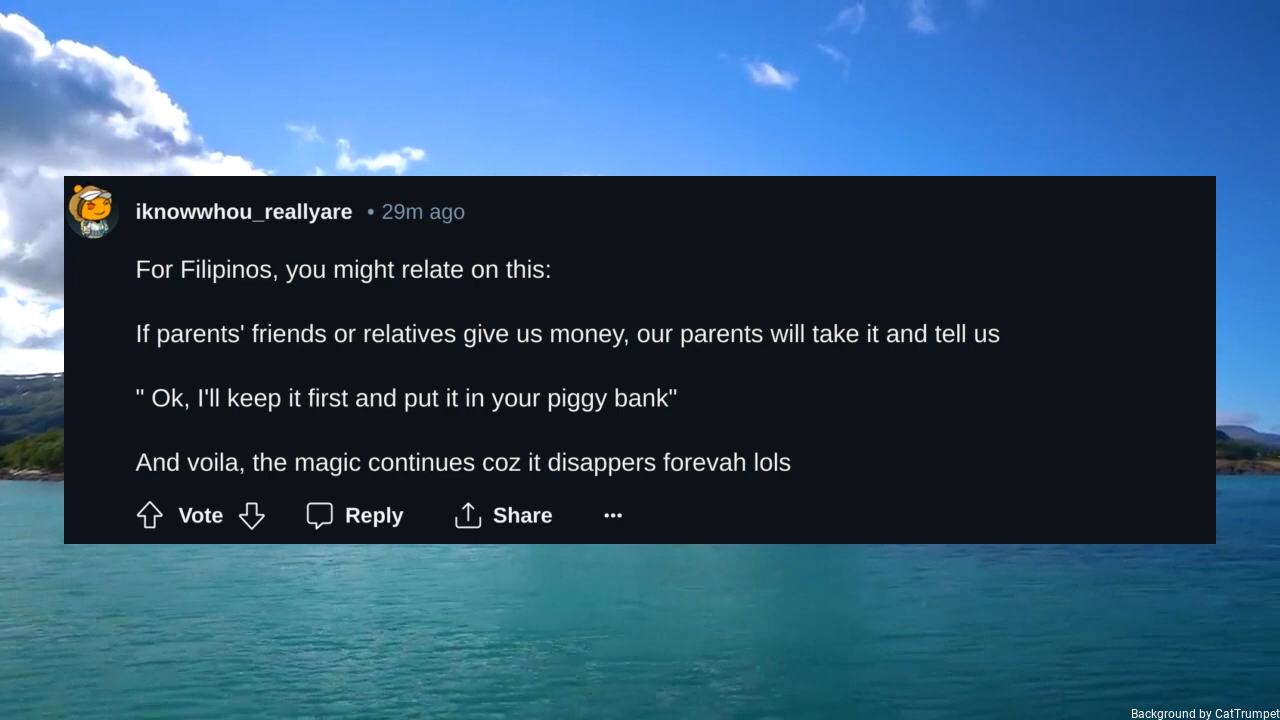 iknowwhou_reallyare • 29m ago
For Filipinos, you might relate on this:
If parents' friends or relatives give us money, our parents will take it and tell us
" Ok, I'll keep it first and put it in your piggy bank"
And voila, the magic continues coz it disappers forevah lols
Vote Reply Share ...
Background by CatTrumpet